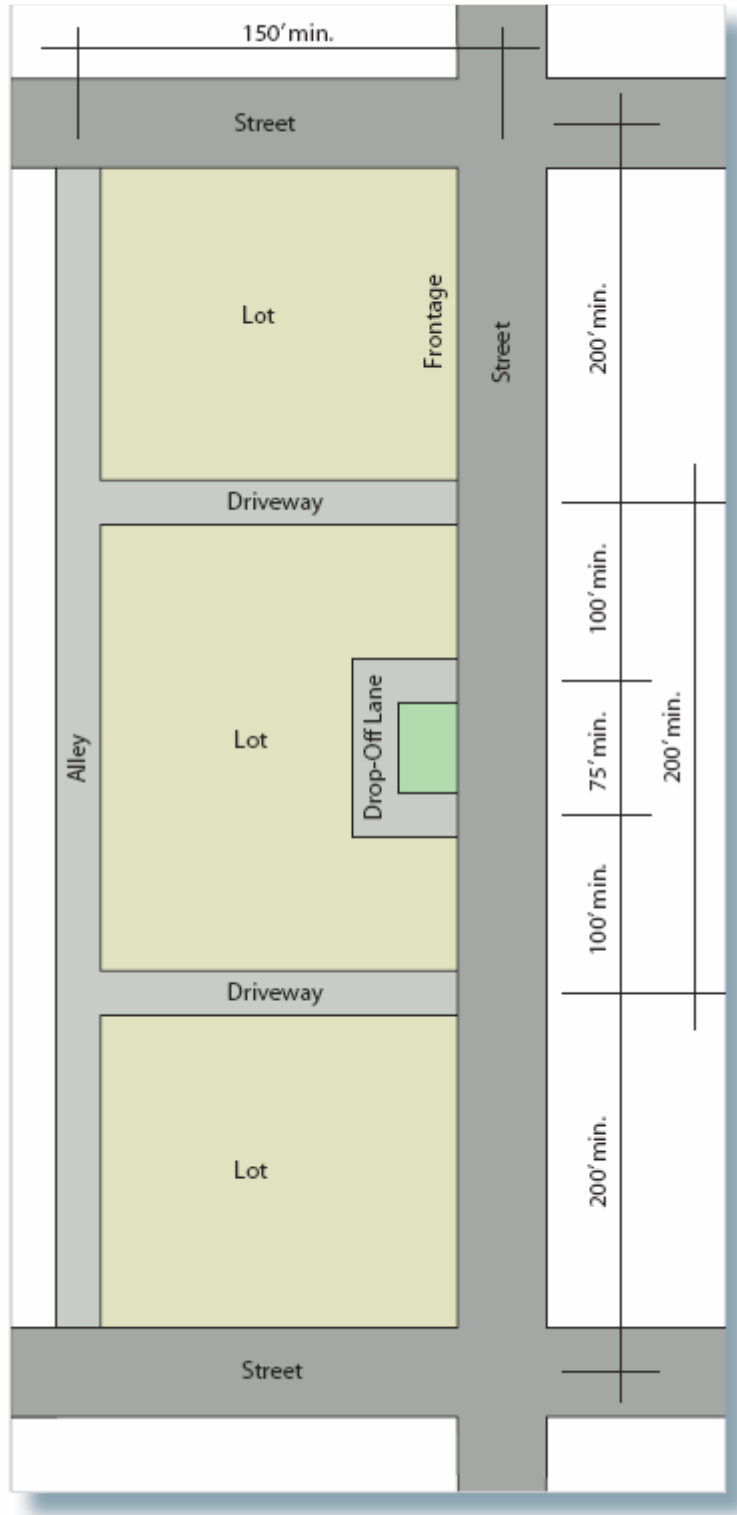 150' min.
Street
Lot
Frontage
Street
200' min.
Driveway
100' min.
Alley
Lot
Drop-Off Lane
75' min.
200' min.
100' min.
Driveway
Lot
200' min.
Street